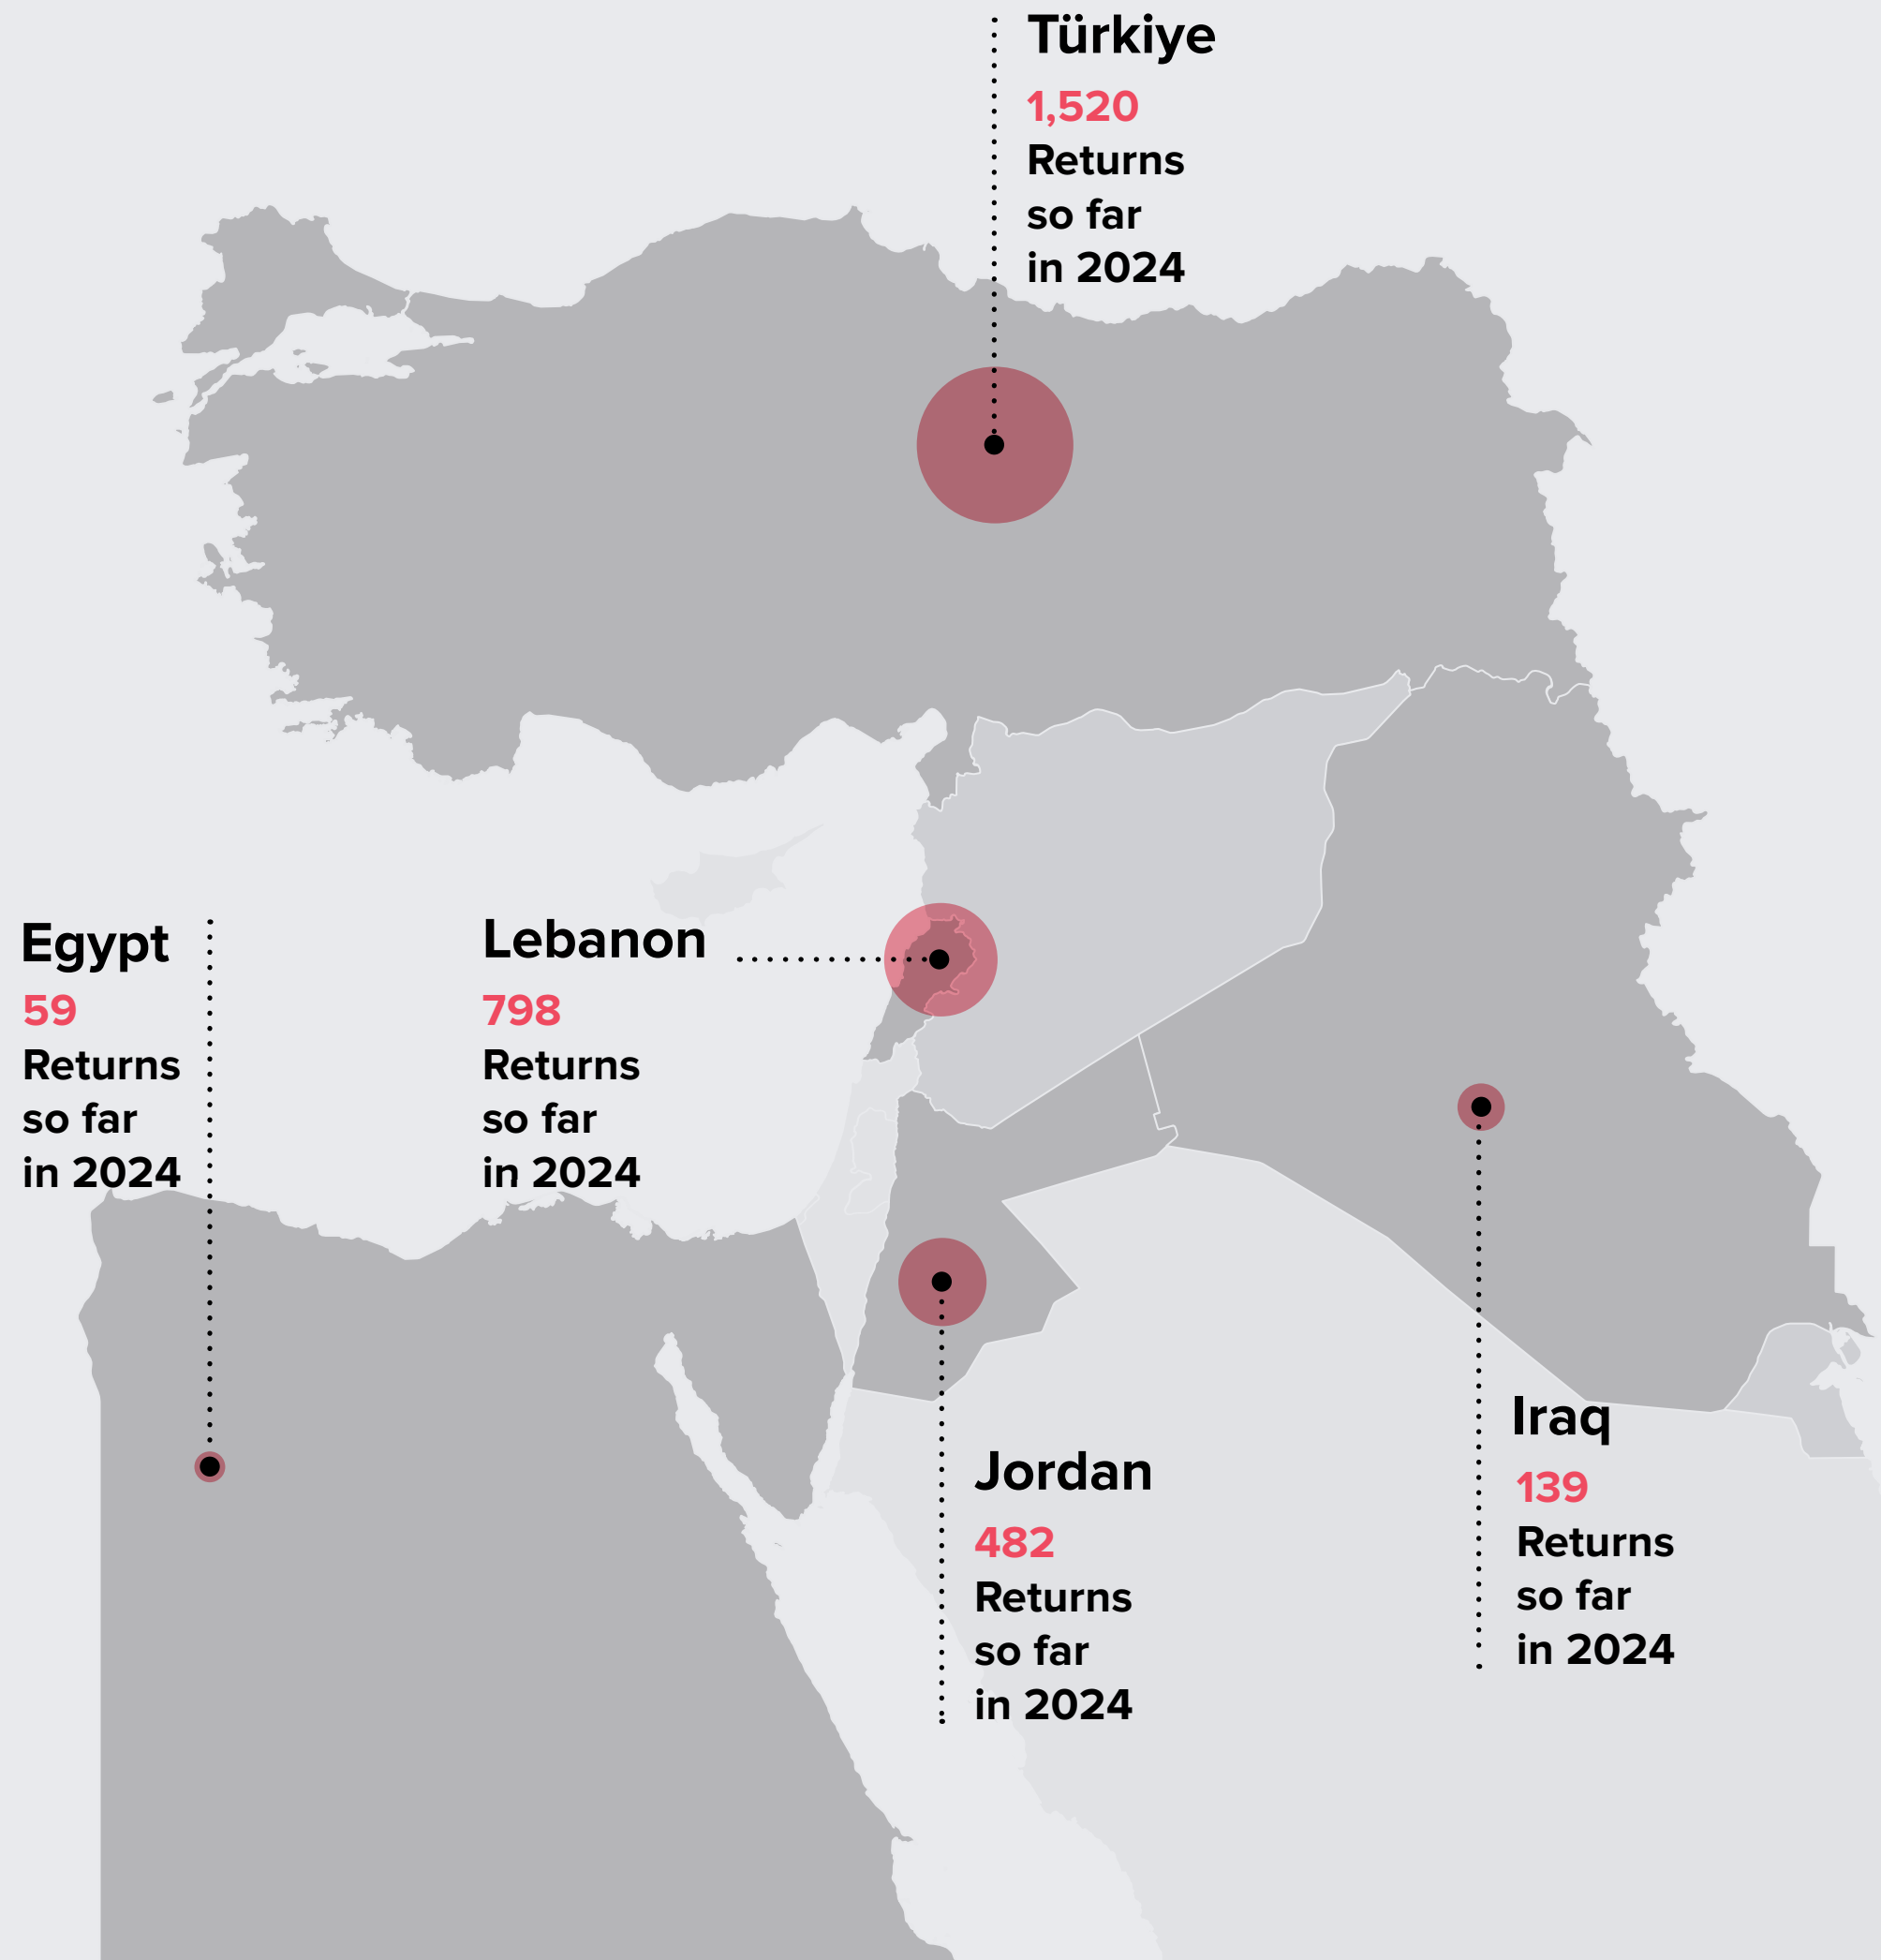 Türkiye
1,520
Returns
so far
in 2024
Egypt
59
Returns
so far
in 2024
Lebanon
798
Returns
so far
in 2024
Jordan
482
Returns
so far
in 2024
Iraq
139
Returns
so far
in 2024